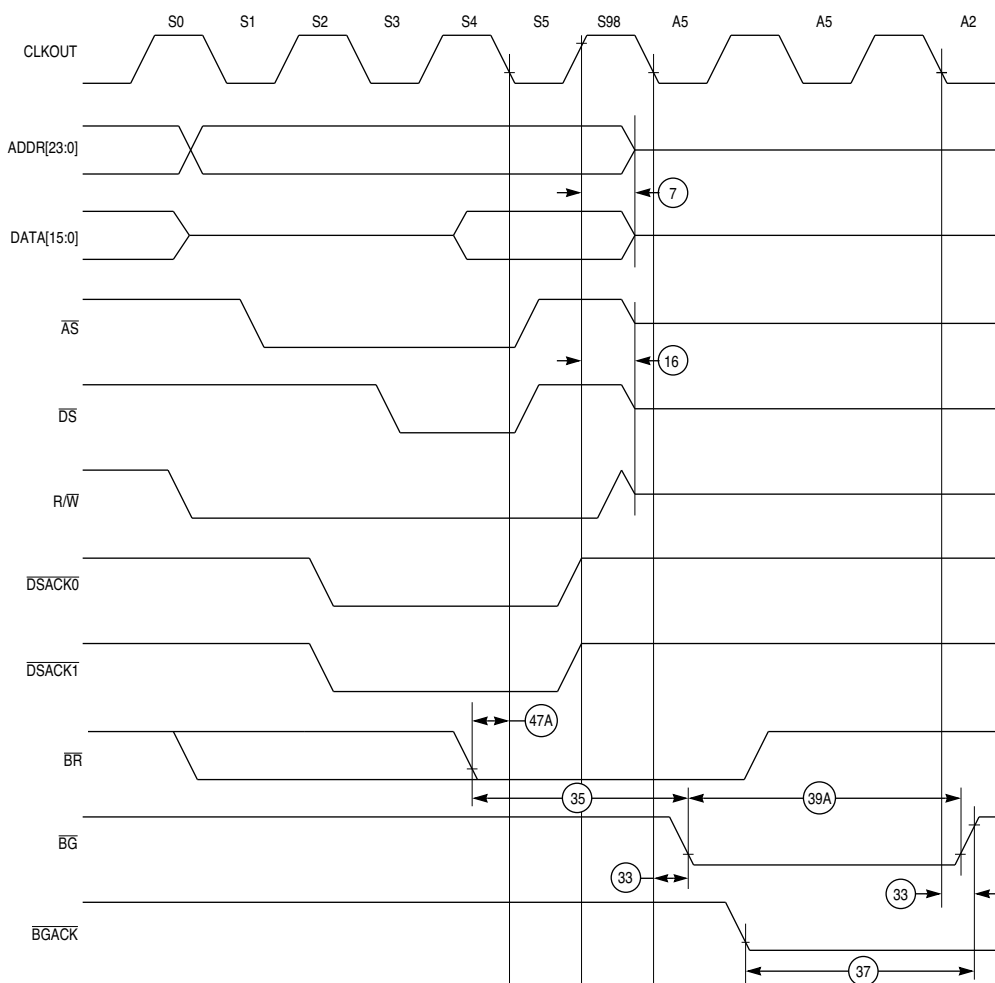 S0 S1 S2 S3 S4 S5 S98 A5 A5 A2
CLKOUT
ADDR[23:0]
7
DATA[15:0]
AS
16
DS
R/W
DSACK0
DSACK1
47A
BR
35 39A
BG
33 33
BGACK
37